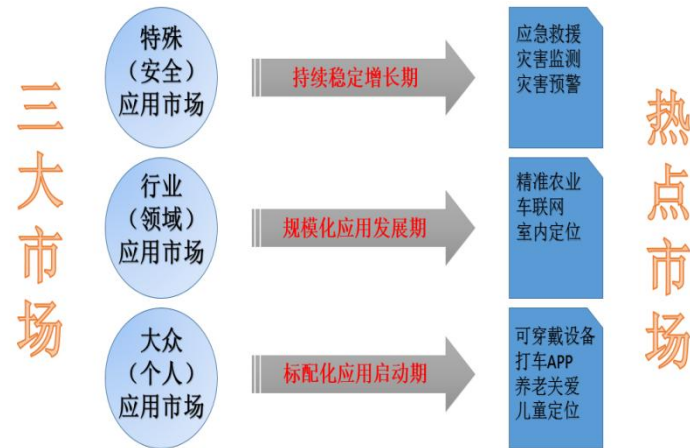 三大市场
特殊
（安全）
应用市场
持续稳定增长期
应急救援
灾害监测
灾害预警
行业
（领域）
应用市场
规模化应用发展期
精准农业
车联网
室内定位
大众
（个人）
应用市场
标配化应用启动期
可穿戴设备
打车APP
养老关爱
儿童定位
热点市场